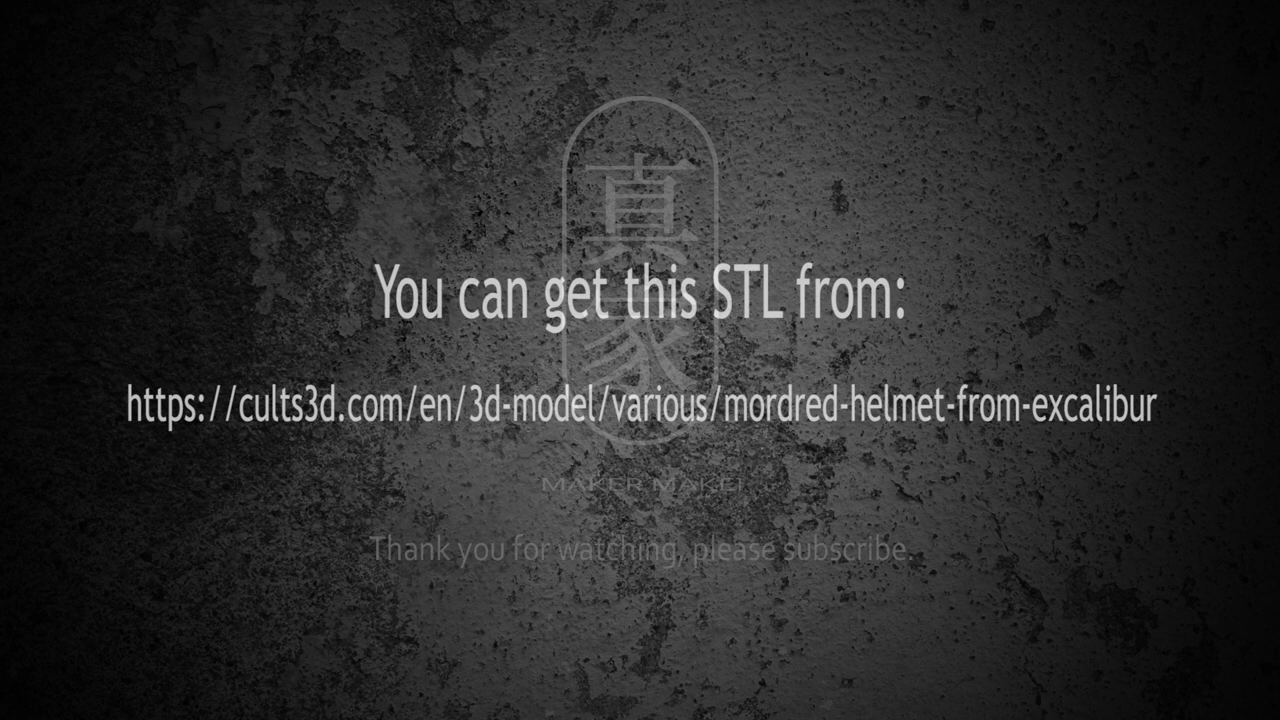 真
家
You can get this STL from:
https://cults3d.com/en/3d-model/various/mordred-helmet-from-excalibur
MAKER MAKEI
Thank you for watching, please subscribe.